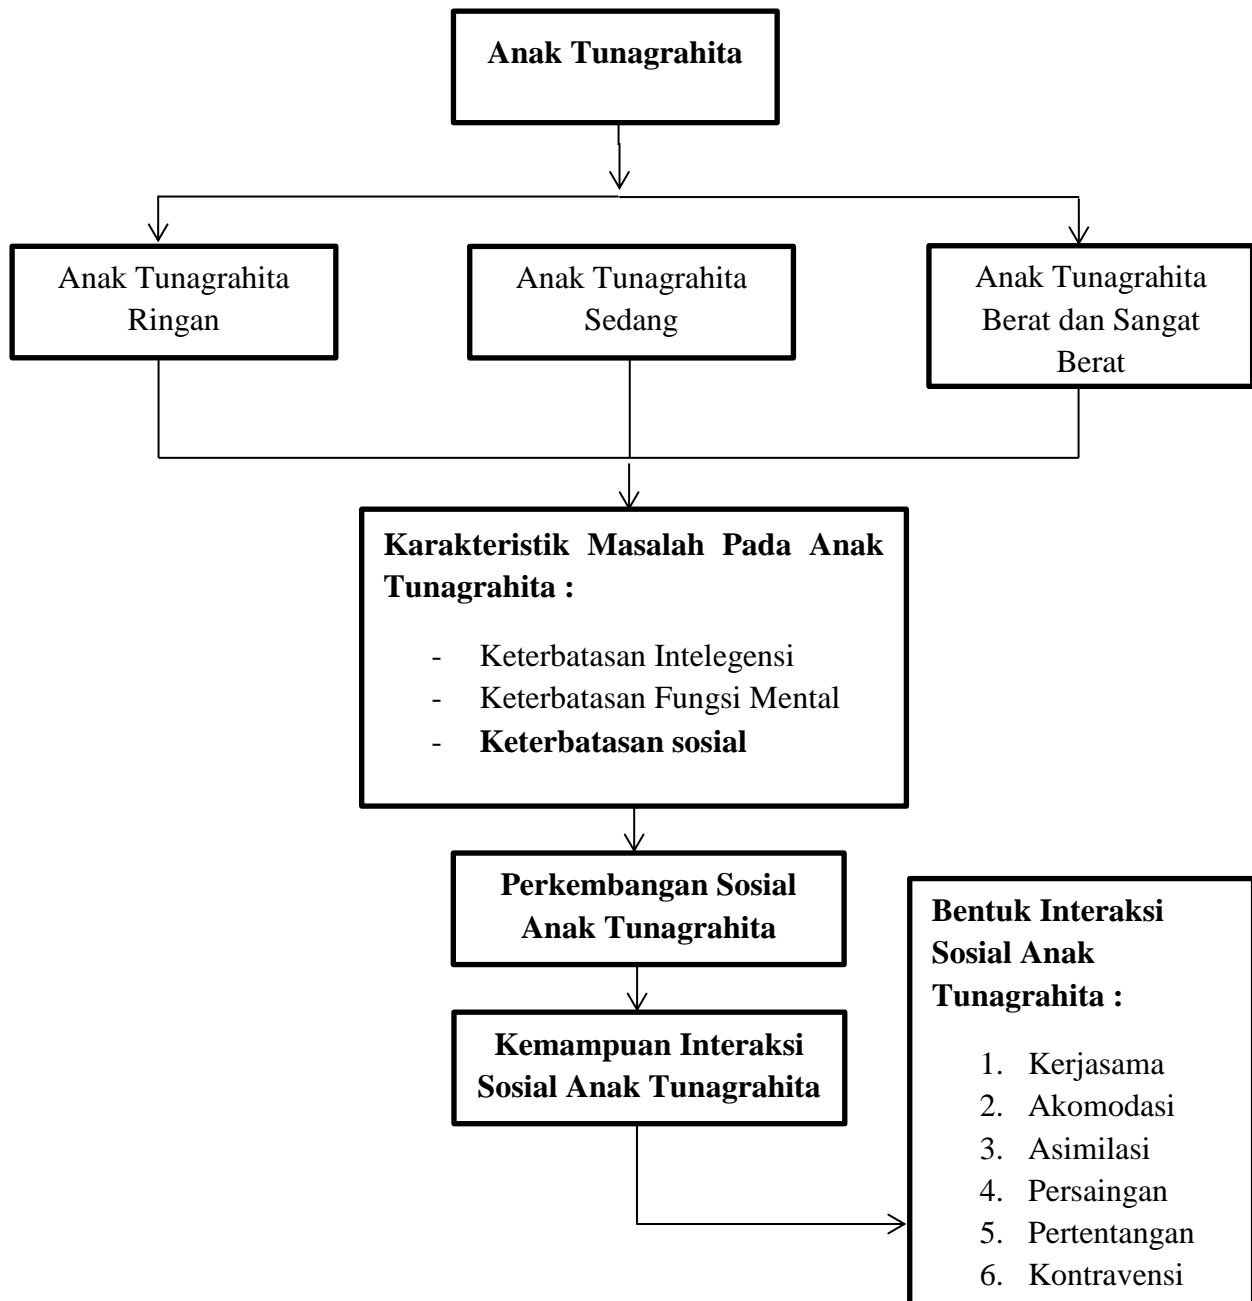 Anak Tunagrahita
Anak Tunagrahita
Ringan
Anak Tunagrahita
Sedang
Anak Tunagrahita
Berat dan Sangat
Berat
Karakteristik Masalah Pada Anak
Tunagrahita :
- Keterbatasan Intelegensi
- Keterbatasan Fungsi Mental
- Keterbatasan sosial
Perkembangan Sosial
Anak Tunagrahita
Kemampuan Interaksi
Sosial Anak Tunagrahita
Bentuk Interaksi
Sosial Anak
Tunagrahita :
1. Kerjasama
2. Akomodasi
3. Asimilasi
4. Persaingan
5. Pertentangan
6. Kontravensi